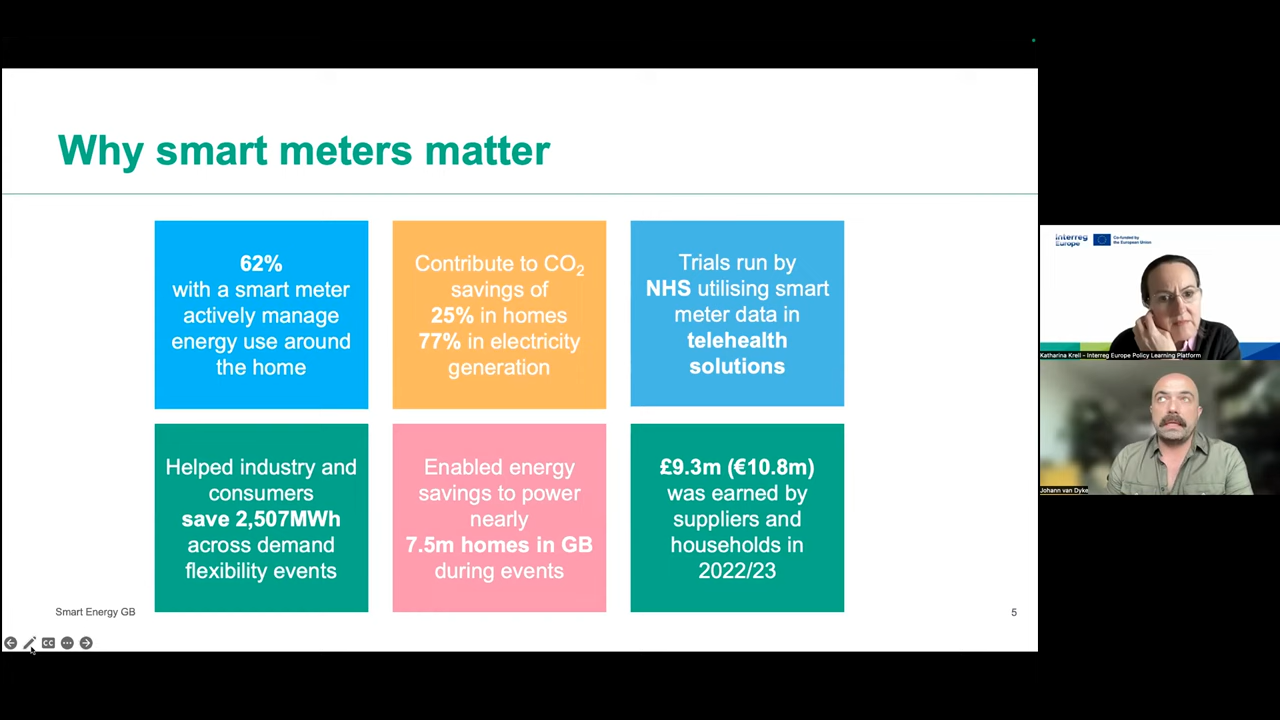 Why smart meters matter
62%
with a smart meter
actively manage
energy use around
the home
Contribute to CO₂
savings of
25% in homes
77% in electricity
generation
Trials run by
NHS utilising smart
meter data in
telehealth
solutions
Helped industry and
consumers
save 2,507MWh
across demand
flexibility events
Enabled energy
savings to power
nearly
7.5m homes in GB
during events
£9.3m (€10.8m)
was earned by
suppliers and
households in
2022/23
Smart Energy GB
5
CC
Interreg
Europe
Co-funded by
the European Union
Katharina Krell - Interreg Europe Policy Learning Platform
Johann van Dyke